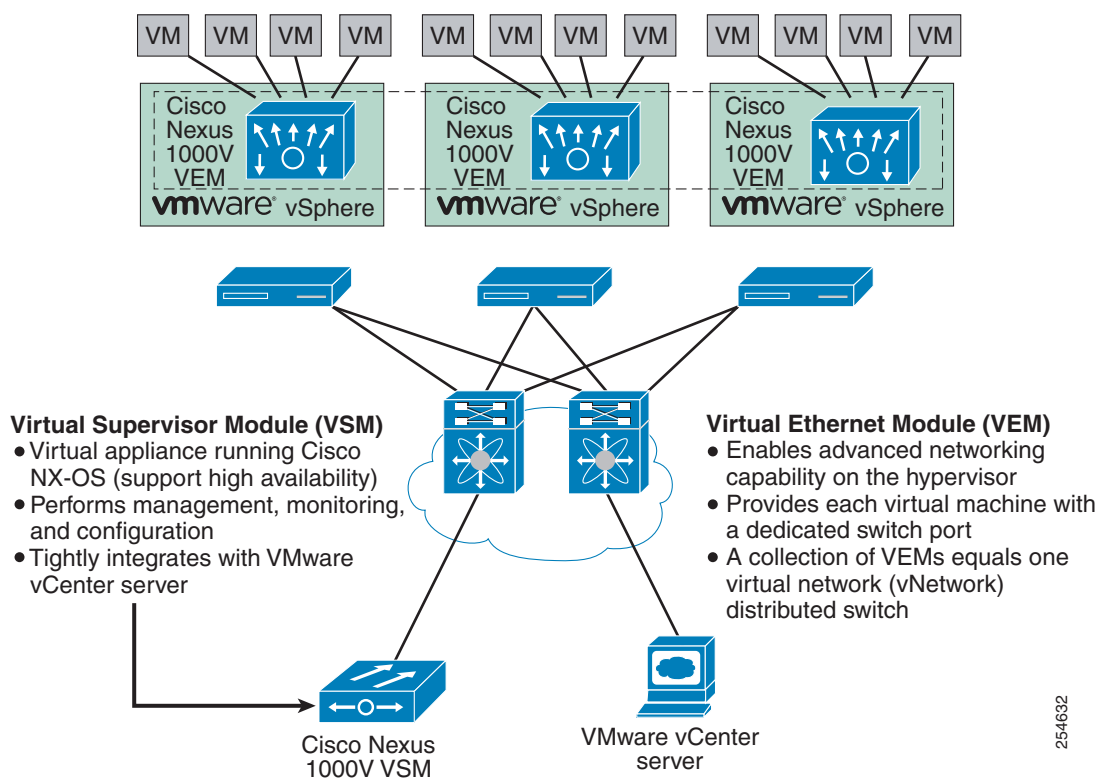 VM VM VM VM VM VM VM VM VM VM VM VM
Cisco
Nexus
1000V
VEM
vmware® vSphere
Cisco
Nexus
1000V
VEM
vmware® vSphere
Cisco
Nexus
1000V
VEM
vmware® vSphere
Virtual Supervisor Module (VSM)
• Virtual appliance running Cisco
NX-OS (support high availability)
• Performs management, monitoring,
and configuration
• Tightly integrates with VMware
vCenter server
Virtual Ethernet Module (VEM)
• Enables advanced networking
capability on the hypervisor
• Provides each virtual machine with
a dedicated switch port
• A collection of VEMs equals one
virtual network (vNetwork)
distributed switch
Cisco Nexus
1000V VSM
VMware vCenter
server
254632